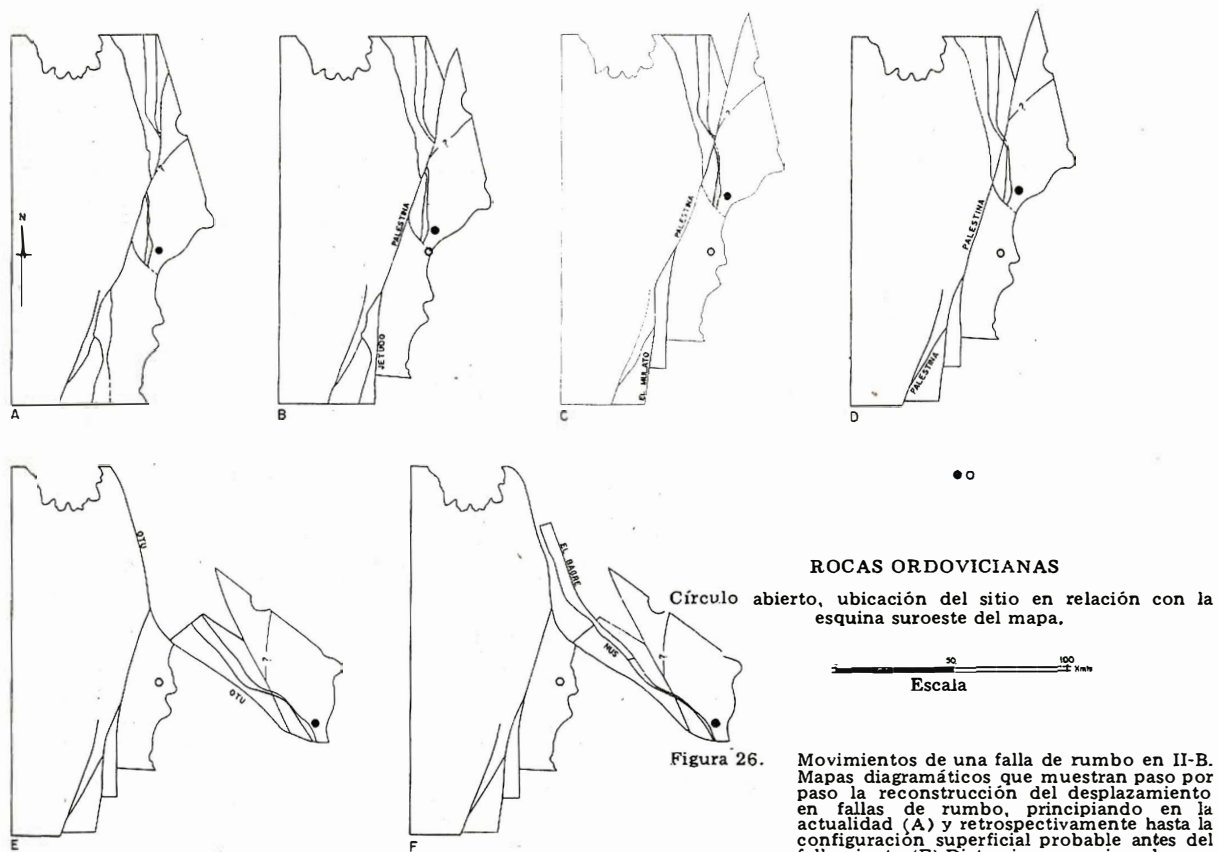 N
A
PALESTINA
JETUDO
B
PALESTINA
EL MULATO
C
PALESTINA
PALESTINA
D
?
?
?
?
OTU
OTU
?
E
EL BAGRE
NUS
?
F
ROCAS ORDOVICIANAS
Círculo abierto, ubicación del sitio en relación con la
esquina suroeste del mapa.
50 100
Kmts
Escala
Figura 26. Movimientos de una falla de rumbo en II-B.
Mapas diagramáticos que muestran paso por
paso la reconstrucción del desplazamiento
en fallas de rumbo, principiando en la
actualidad (A) y retrospectivamente hasta la
configuración superficial probable antes del